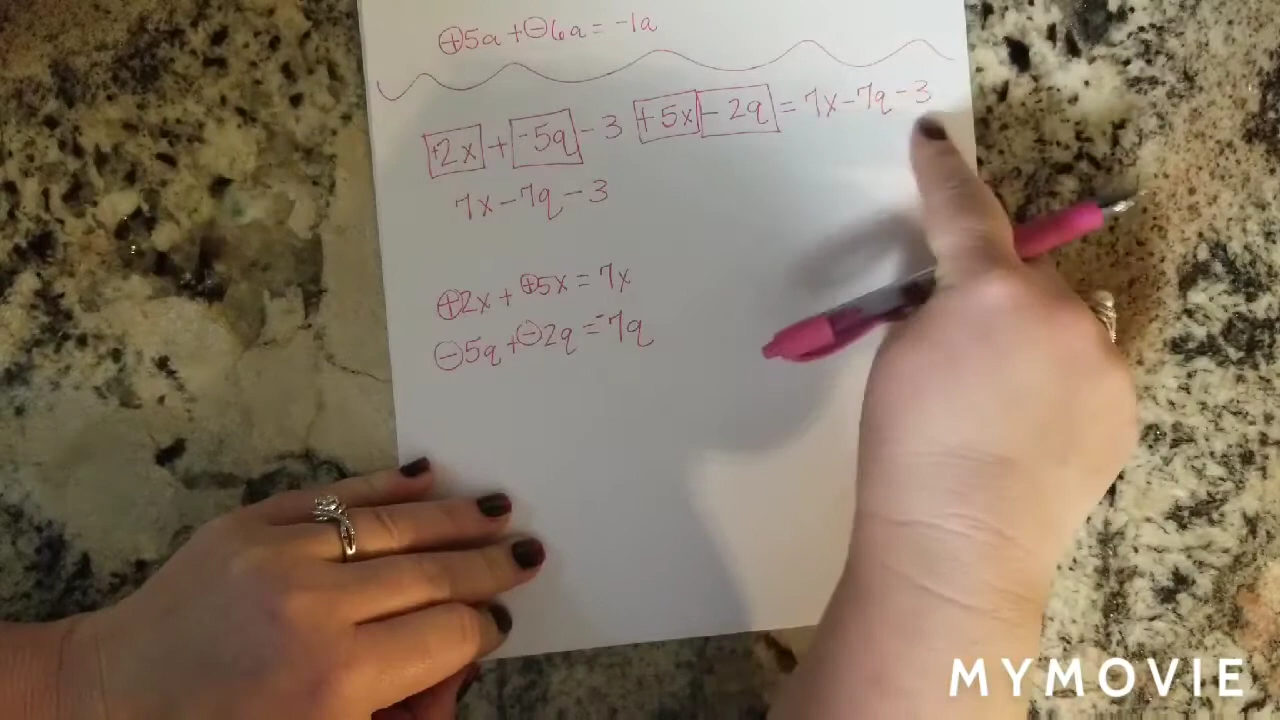 ⊕5a + ⊖6a = -1a
+2x + -5q - 3 +5x - 2q = 7x - 7q - 3
7x - 7q - 3
⊕2x + ⊕5x = 7x
⊖5q + ⊖2q = -7q
MYMOVIE